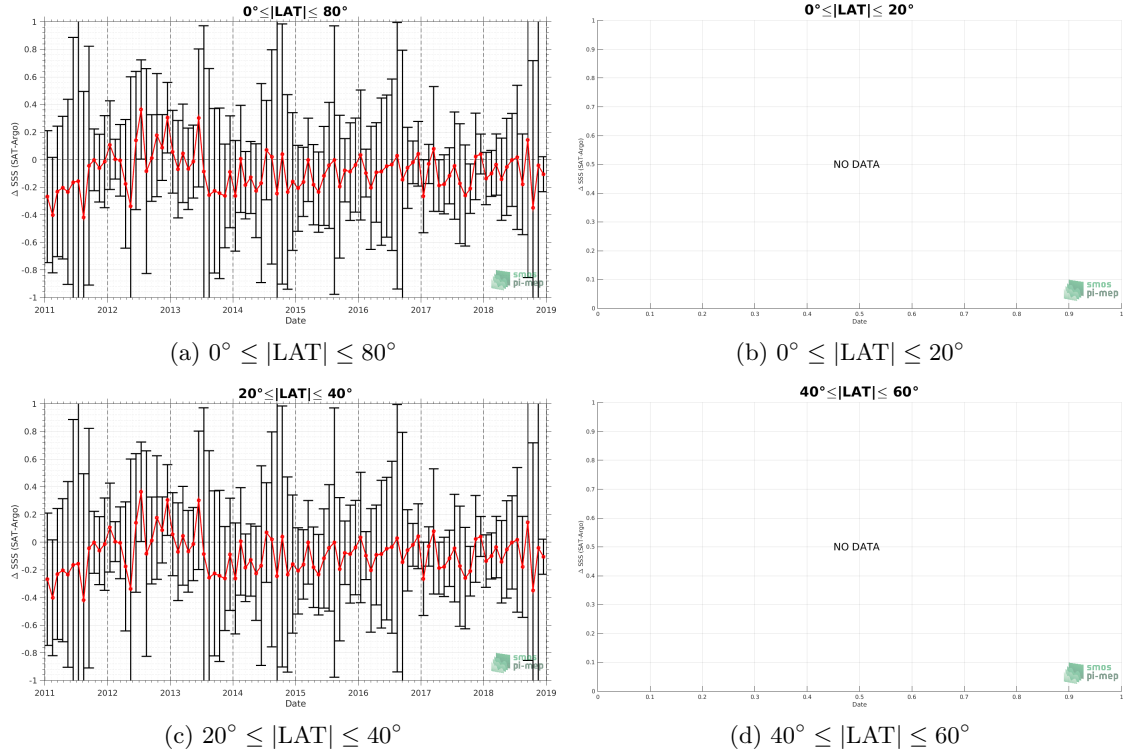 0°≤|LAT|≤ 80°
1
0.8
0.6
0.4
0.2
0
-0.2
-0.4
-0.6
-0.8
-1
Δ SSS (SAT-Argo)
2011 2012 2013 2014 2015 2016 2017 2018 2019
Date
smos
pi-mep
(a) 0° ≤ |LAT| ≤ 80°
0°≤|LAT|≤ 20°
1
0.9
0.8
0.7
0.6
0.5
0.4
0.3
0.2
0.1
0
Δ SSS (SAT-Argo)
NO DATA
0 0.1 0.2 0.3 0.4 0.5 0.6 0.7 0.8 0.9 1
Date
smos
pi-mep
(b) 0° ≤ |LAT| ≤ 20°
20°≤|LAT|≤ 40°
1
0.8
0.6
0.4
0.2
0
-0.2
-0.4
-0.6
-0.8
-1
Δ SSS (SAT-Argo)
2011 2012 2013 2014 2015 2016 2017 2018 2019
Date
smos
pi-mep
(c) 20° ≤ |LAT| ≤ 40°
40°≤|LAT|≤ 60°
1
0.9
0.8
0.7
0.6
0.5
0.4
0.3
0.2
0.1
0
Δ SSS (SAT-Argo)
NO DATA
0 0.1 0.2 0.3 0.4 0.5 0.6 0.7 0.8 0.9 1
Date
smos
pi-mep
(d) 40° ≤ |LAT| ≤ 60°